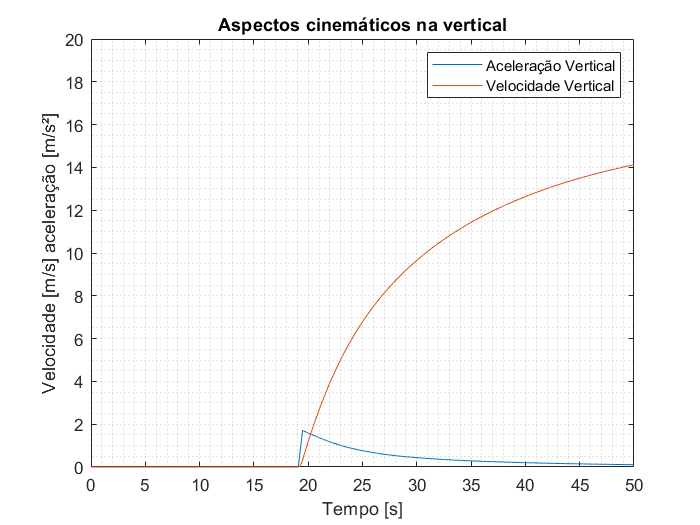 Aspectos cinemáticos na vertical
Aceleração Vertical
Velocidade Vertical
Velocidade [m/s] aceleração [m/s²]
20
18
16
14
12
10
8
6
4
2
0
0 5 10 15 20 25 30 35 40 45 50
Tempo [s]